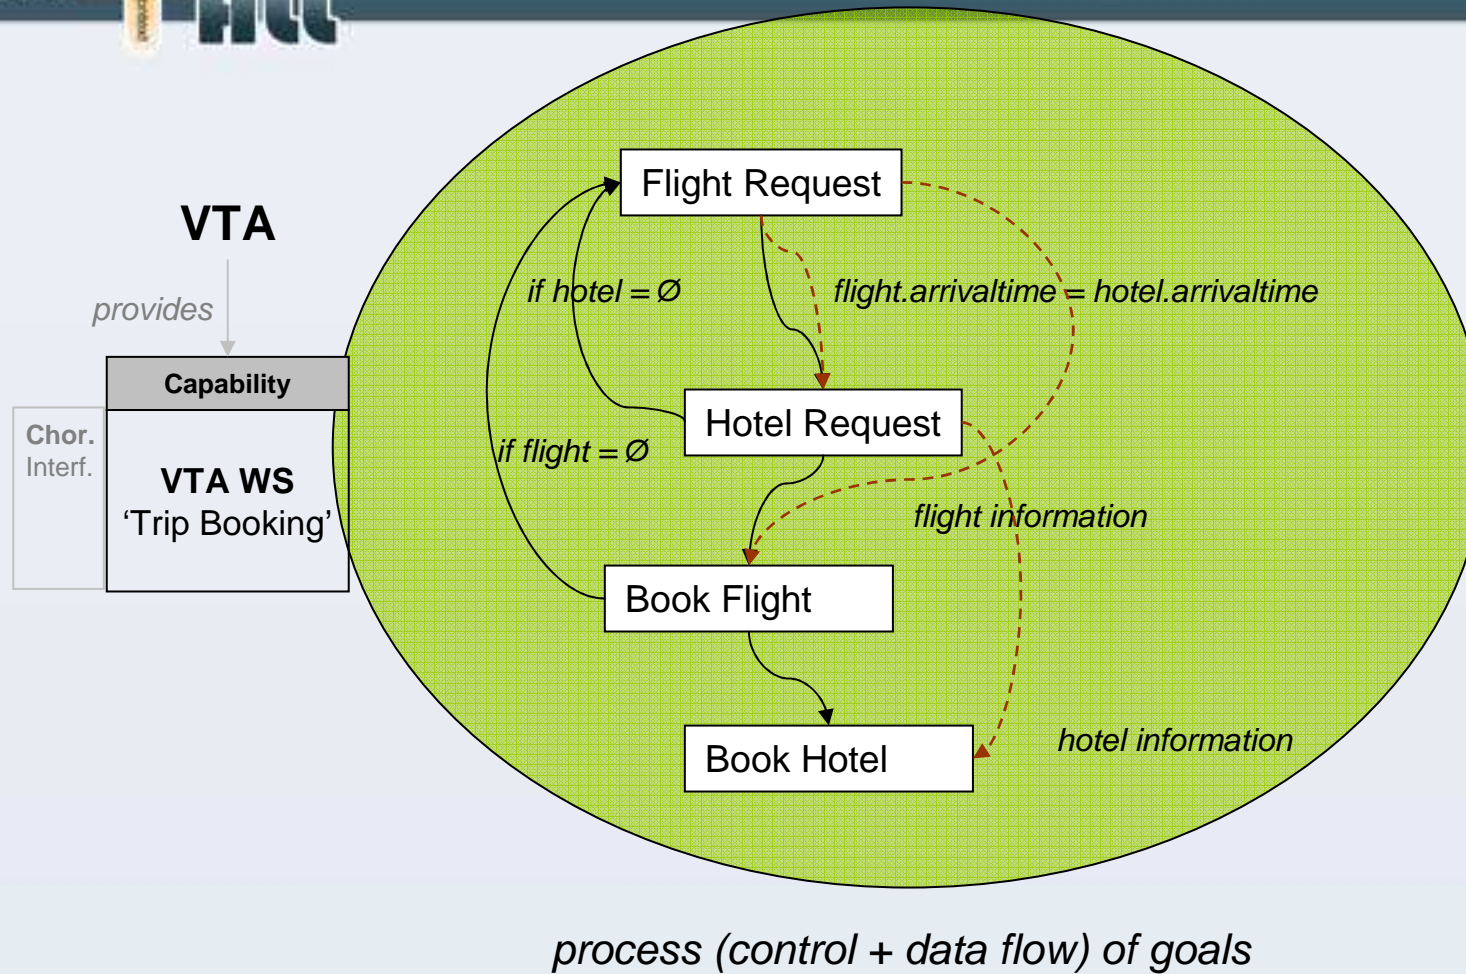 VTA
provides
Capability
Chor.
Interf.
VTA WS
‘Trip Booking’
Flight Request
if hotel = Ø
flight.arrivaltime = hotel.arrivaltime
Hotel Request
if flight = Ø
flight information
Book Flight
Book Hotel
hotel information
process (control + data flow) of goals